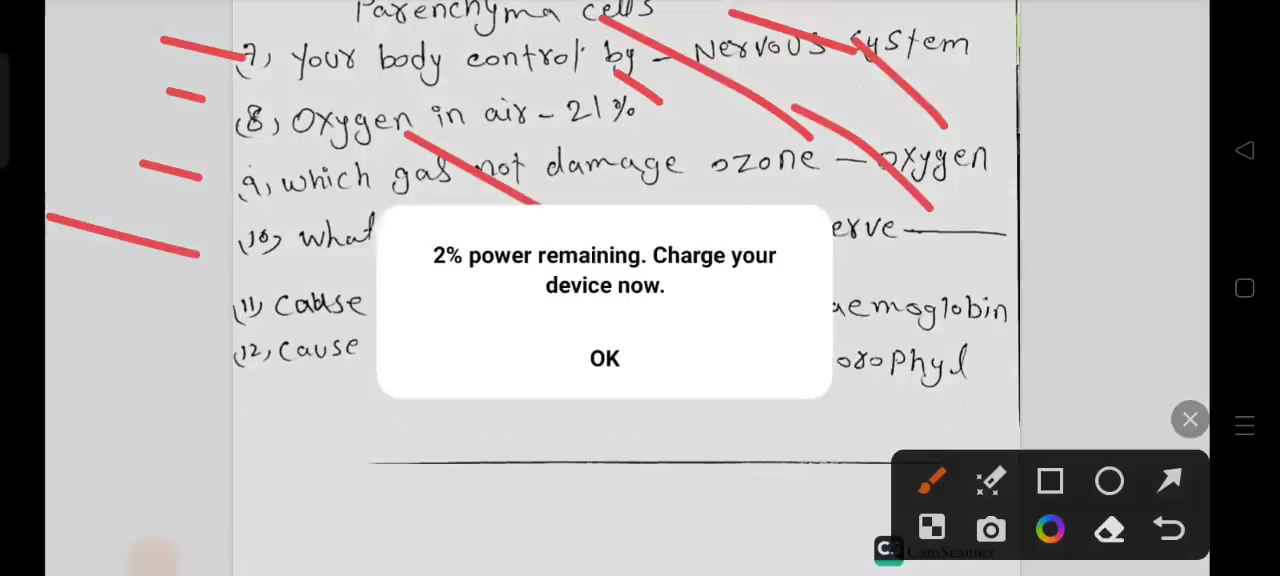 Parenchyma cells
(7) Your body control by - Nervous System
(8) Oxygen in air - 21%
(9) which gas not damage ozone - oxygen
(10) what erve
2% power remaining. Charge your
device now.
OK
(11) cause aemoglobin
(12) cause orophyl
CS CamScanner